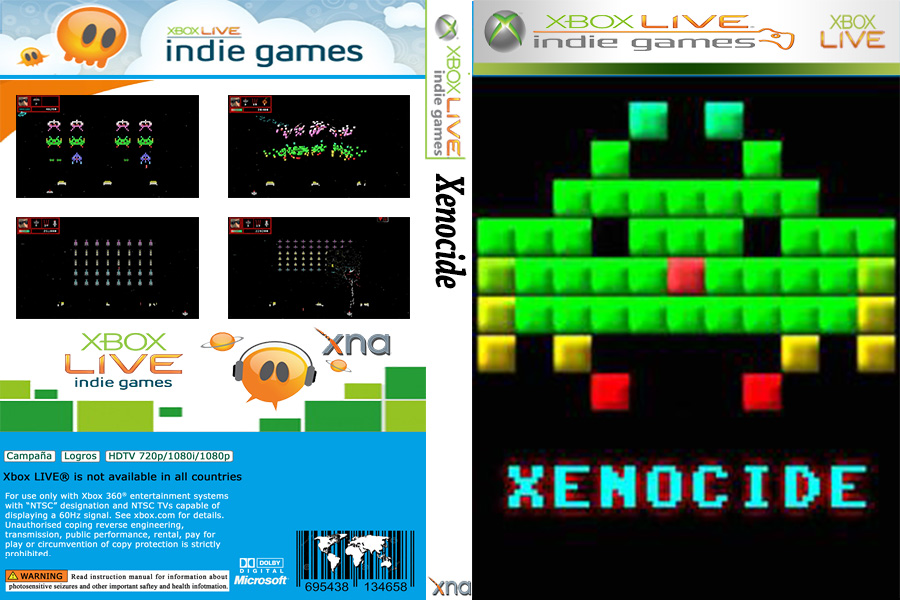 XBOX LIVE
indie games
XBOX LIVE
indie games
xna
Campaña Logros HDTV 720p/1080i/1080p
Xbox LIVE® is not available in all countries
For use only with Xbox 360® entertainment systems
with “NTSC” designation and NTSC TVs capable of
displaying a 60Hz signal. See xbox.com for details.
Unauthorised coping reverse engineering,
transmission, public performance, rental, pay for
play or circumvention of copy protection is strictly
prohibited.
WARNING Read instruction manual for information about
photosensitive seizures and other important saftey and health infotmation.
DOLBY
DIGITAL
Microsoft
695438 134658
XBOX LIVE
indie games
Xenocide
xna
XBOX LIVE
indie games
XBOX
LIVE
XENOCIDE